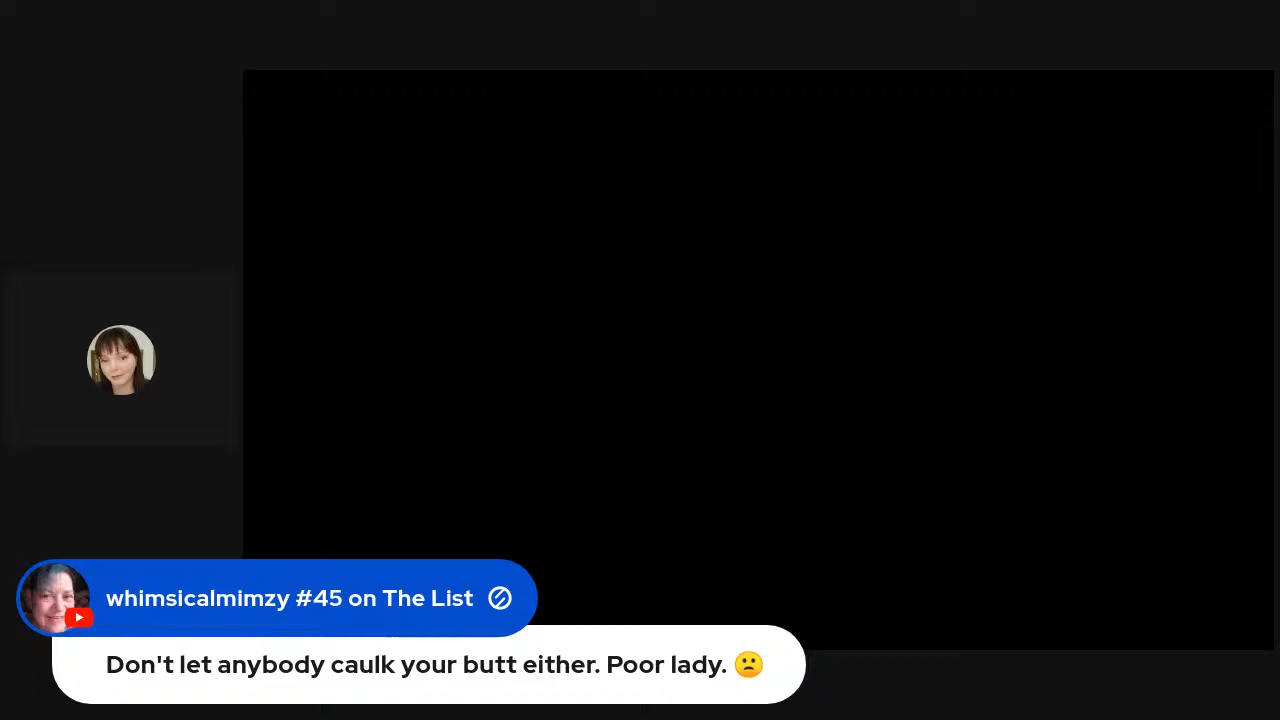 whimsicalmimzy #45 on The List
Don't let anybody caulk your butt either. Poor lady. 🙁